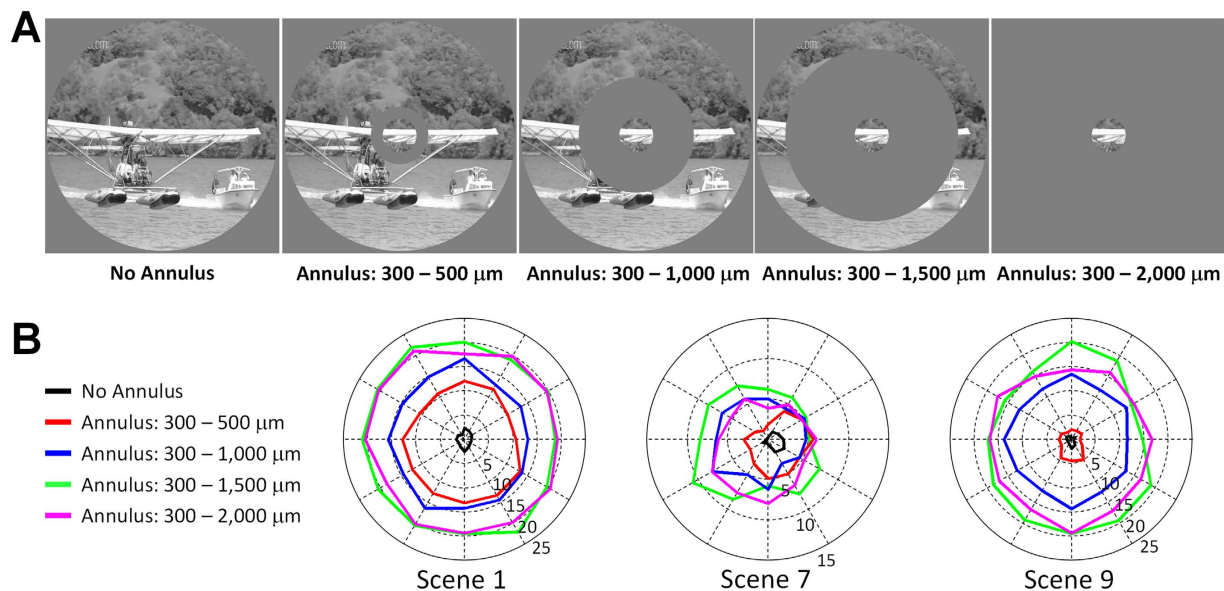 A
No Annulus
Annulus: 300 – 500 μm
Annulus: 300 – 1,000 μm
Annulus: 300 – 1,500 μm
Annulus: 300 – 2,000 μm
B
No Annulus
Annulus: 300 – 500 μm
Annulus: 300 – 1,000 μm
Annulus: 300 – 1,500 μm
Annulus: 300 – 2,000 μm
5
10
15
20
25
Scene 1
5
10
15
Scene 7
5
10
15
20
25
Scene 9